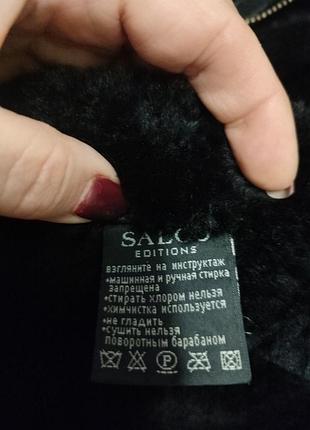 SALCO
EDITIONS
взгляните на инструктаж
•машинная и ручная стирка
запрещена
•стирать хлором нельзя
•химчистка используется
•не гладить
•сушить нельзя
поворотным барабаном
P